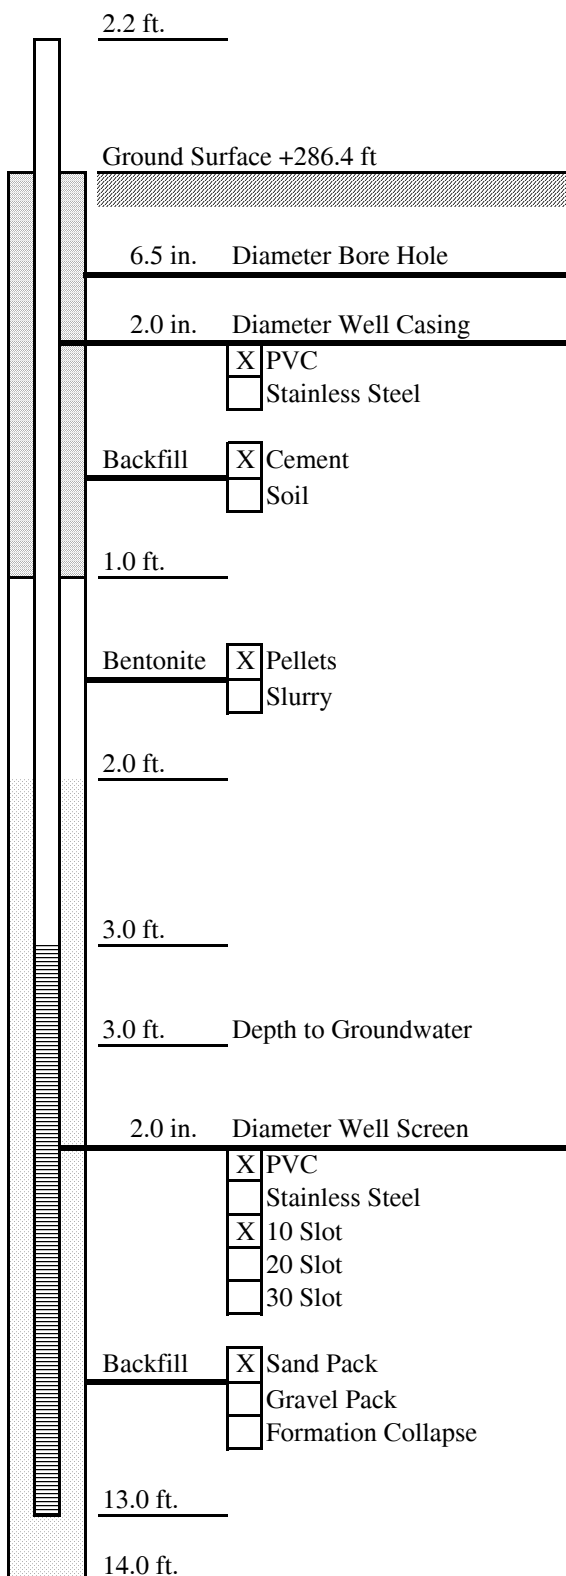 2.2 ft.
Ground Surface +286.4 ft
6.5 in. Diameter Bore Hole
2.0 in. Diameter Well Casing
X PVC
Stainless Steel
Backfill X Cement
Soil
1.0 ft.
Bentonite X Pellets
Slurry
2.0 ft.
3.0 ft.
3.0 ft. Depth to Groundwater
2.0 in. Diameter Well Screen
X PVC
Stainless Steel
X 10 Slot
20 Slot
30 Slot
Backfill X Sand Pack
Gravel Pack
Formation Collapse
13.0 ft.
14.0 ft.